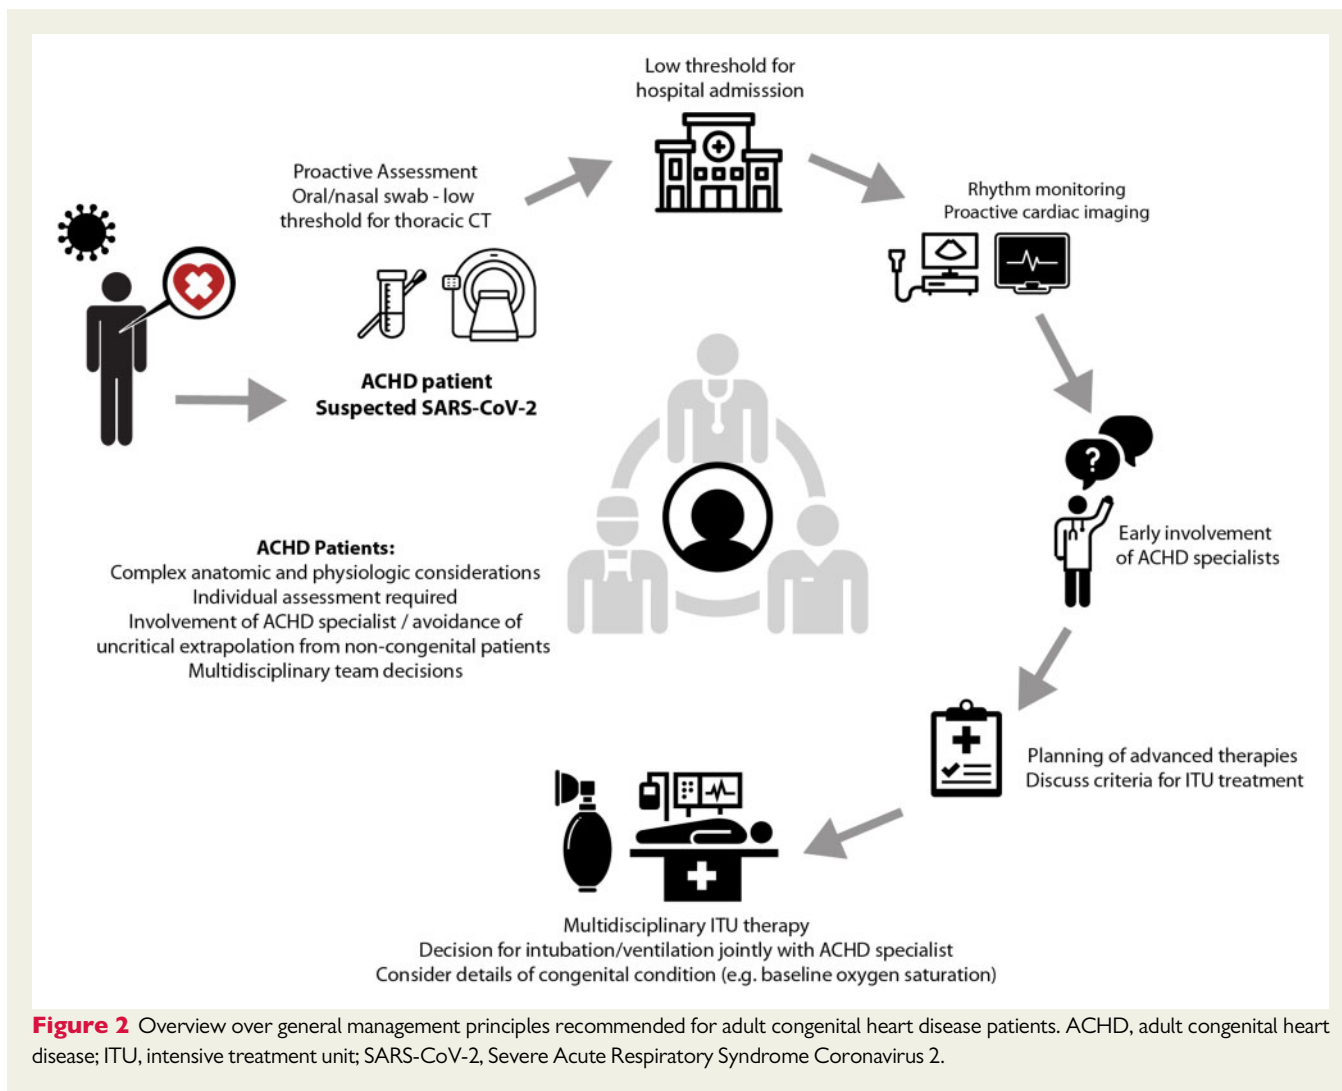 Low threshold for
hospital admisssion
Proactive Assessment
Oral/nasal swab - low
threshold for thoracic CT
Rhythm monitoring
Proactive cardiac imaging
ACHD patient
Suspected SARS-CoV-2
?
Early involvement
of ACHD specialists
ACHD Patients:
Complex anatomic and physiologic considerations
Individual assessment required
Involvement of ACHD specialist / avoidance of
uncritical extrapolation from non-congenital patients
Multidisciplinary team decisions
Planning of advanced therapies
Discuss criteria for ITU treatment
Multidisciplinary ITU therapy
Decision for intubation/ventilation jointly with ACHD specialist
Consider details of congenital condition (e.g. baseline oxygen saturation)
Figure 2 Overview over general management principles recommended for adult congenital heart disease patients. ACHD, adult congenital heart
disease; ITU, intensive treatment unit; SARS-CoV-2, Severe Acute Respiratory Syndrome Coronavirus 2.